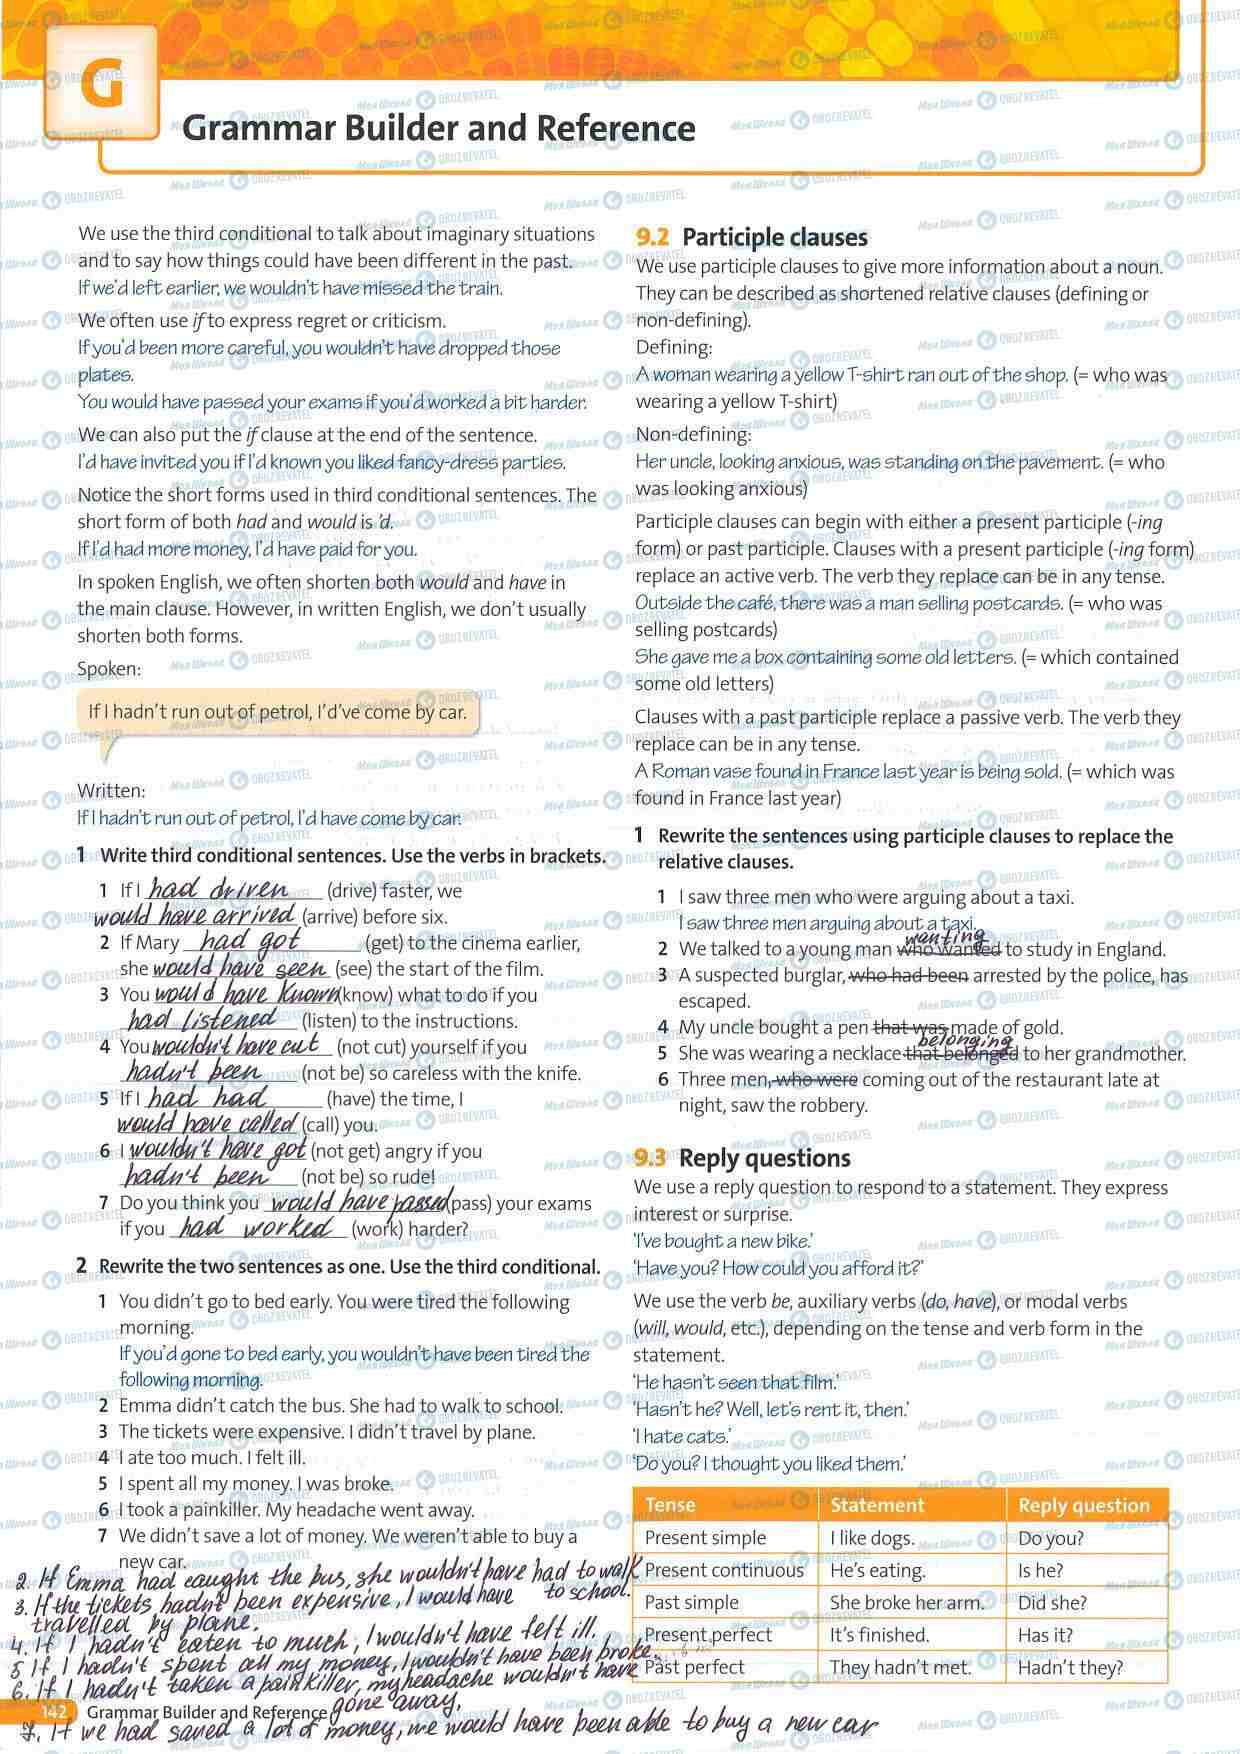 G
Grammar Builder and Reference
We use the third conditional to talk about imaginary situations
and to say how things could have been different in the past.
If we'd left earlier, we wouldn't have missed the train.
We often use if to express regret or criticism.
If you'd been more careful, you wouldn't have dropped those
plates.
You would have passed your exams if you'd worked a bit harder.
We can also put the if clause at the end of the sentence.
I'd have invited you if I'd known you liked fancy-dress parties.
Notice the short forms used in third conditional sentences. The
short form of both had and would is 'd.
If I'd had more money, I'd have paid for you.
In spoken English, we often shorten both would and have in
the main clause. However, in written English, we don't usually
shorten both forms.
Spoken:
If I hadn't run out of petrol, I'd've come by car.
Written:
If I hadn't run out of petrol, I'd have come by car.
1 Write third conditional sentences. Use the verbs in brackets.
1 If I had driven (drive) faster, we
would have arrived (arrive) before six.
2 If Mary had got (get) to the cinema earlier,
she would have seen (see) the start of the film.
3 You would have known (know) what to do if you
had listened (listen) to the instructions.
4 You wouldn't have cut (not cut) yourself if you
hadn't been (not be) so careless with the knife.
5 If I had had (have) the time, I
would have called (call) you.
6 I wouldn't have got (not get) angry if you
hadn't been (not be) so rude!
7 Do you think you would have passed (pass) your exams
if you had worked (work) harder?
2 Rewrite the two sentences as one. Use the third conditional.
1 You didn't go to bed early. You were tired the following
morning.
If you'd gone to bed early, you wouldn't have been tired the
following morning.
2 Emma didn't catch the bus. She had to walk to school.
3 The tickets were expensive. I didn't travel by plane.
4 I ate too much. I felt ill.
5 I spent all my money. I was broke.
6 I took a painkiller. My headache went away.
7 We didn't save a lot of money. We weren't able to buy a
new car.
2. If Emma had caught the bus, she wouldn't have had to walk
to school.
3. If the tickets hadn't been expensive, I would have
travelled by plane.
4. If I hadn't eaten to much, I wouldn't have felt ill.
5 If I hadn't spent all my money, I wouldn't have been broke.
6. If I hadn't taken a painkiller, my headache wouldn't have
gone away.
142 Grammar Builder and Reference
7. If we had saved a lot of money, we would have been able to buy a new car
9.2 Participle clauses
We use participle clauses to give more information about a noun.
They can be described as shortened relative clauses (defining or
non-defining).
Defining:
A woman wearing a yellow T-shirt ran out of the shop. (= who was
wearing a yellow T-shirt)
Non-defining:
Her uncle, looking anxious, was standing on the pavement. (= who
was looking anxious)
Participle clauses can begin with either a present participle (-ing
form) or past participle. Clauses with a present participle (-ing form)
replace an active verb. The verb they replace can be in any tense.
Outside the café, there was a man selling postcards. (= who was
selling postcards)
She gave me a box containing some old letters. (= which contained
some old letters)
Clauses with a past participle replace a passive verb. The verb they
replace can be in any tense.
A Roman vase found in France last year is being sold. (= which was
found in France last year)
1 Rewrite the sentences using participle clauses to replace the
relative clauses.
1 I saw three men who were arguing about a taxi.
I saw three men arguing about a taxi.
wanting
2 We talked to a young man who wanted to study in England.
3 A suspected burglar, who had been arrested by the police, has
escaped.
4 My uncle bought a pen that was made of gold.
belonging
5 She was wearing a necklace that belonged to her grandmother.
6 Three men, who were coming out of the restaurant late at
night, saw the robbery.
9.3 Reply questions
We use a reply question to respond to a statement. They express
interest or surprise.
'I've bought a new bike.'
'Have you? How could you afford it?'
We use the verb be, auxiliary verbs (do, have), or modal verbs
(will, would, etc.), depending on the tense and verb form in the
statement.
'He hasn't seen that film.'
'Hasn't he? Well, let's rent it, then.'
'I hate cats.'
'Do you? I thought you liked them.'
Tense Statement Reply question
Present simple I like dogs. Do you?
Present continuous He's eating. Is he?
Past simple She broke her arm. Did she?
Present perfect It's finished. Has it?
Past perfect They hadn't met. Hadn't they?